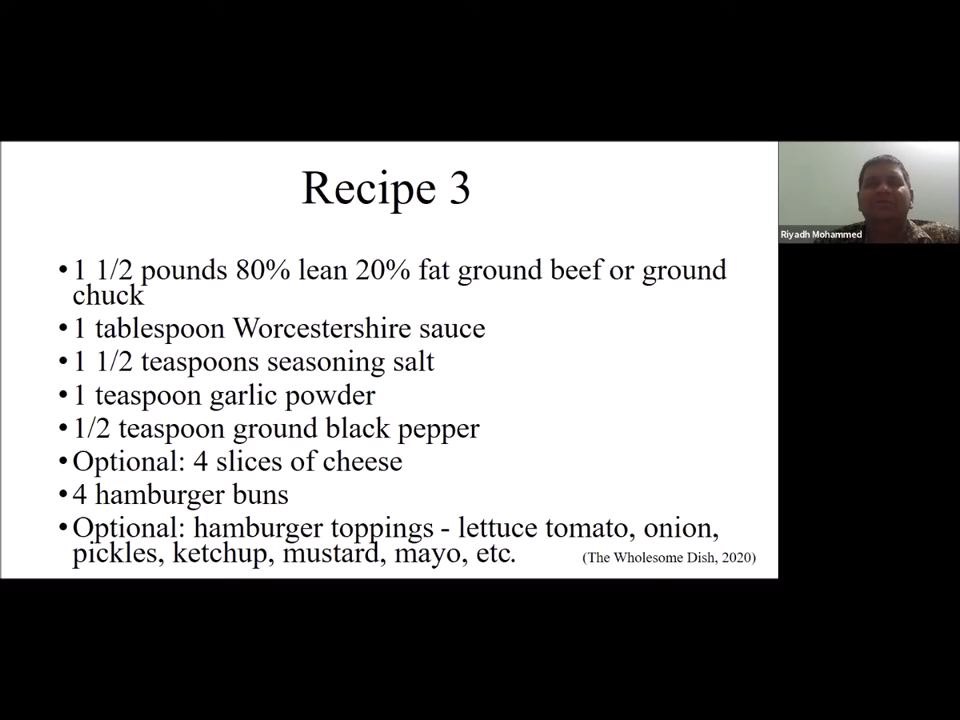 Recipe 3
•1 1/2 pounds 80% lean 20% fat ground beef or ground
chuck
•1 tablespoon Worcestershire sauce
•1 1/2 teaspoons seasoning salt
•1 teaspoon garlic powder
•1/2 teaspoon ground black pepper
•Optional: 4 slices of cheese
•4 hamburger buns
•Optional: hamburger toppings - lettuce tomato, onion,
pickles, ketchup, mustard, mayo, etc.
(The Wholesome Dish, 2020)
Riyadh Mohammed